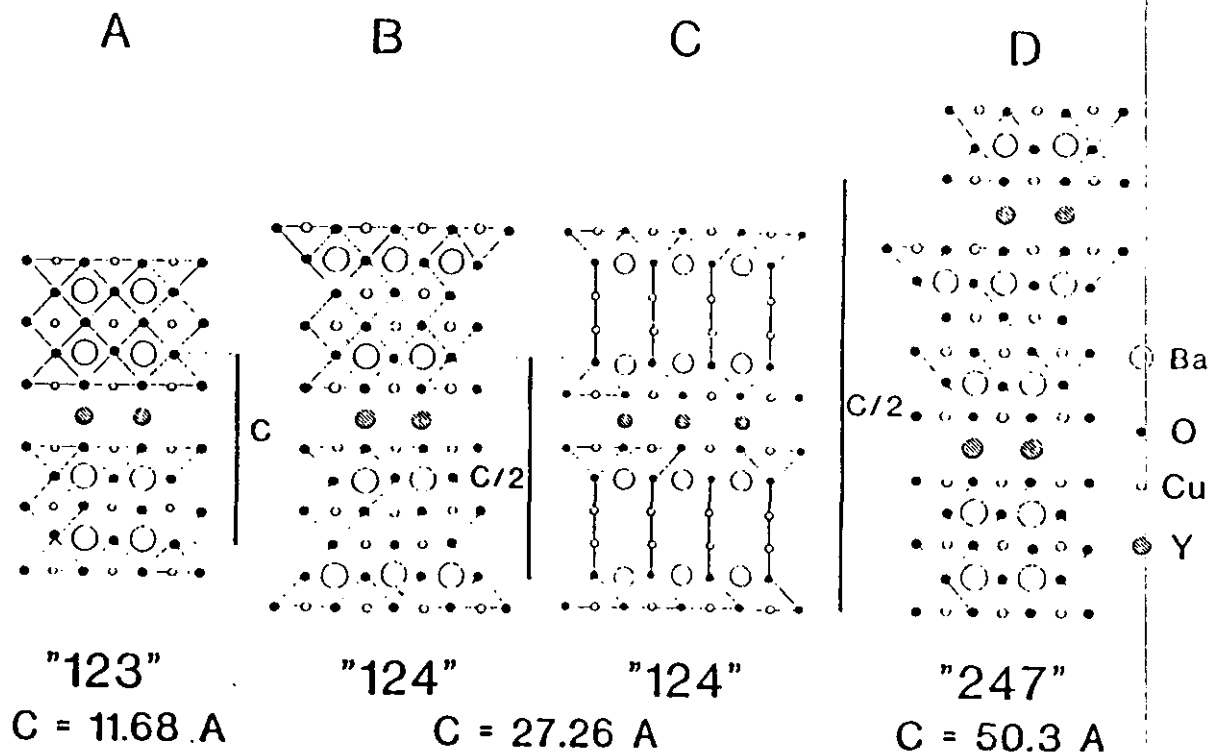 A B C D
C
C/2
C/2
Ba
O
Cu
Y
"123" "124" "124" "247"
C = 11.68 A C = 27.26 A C = 50.3 A